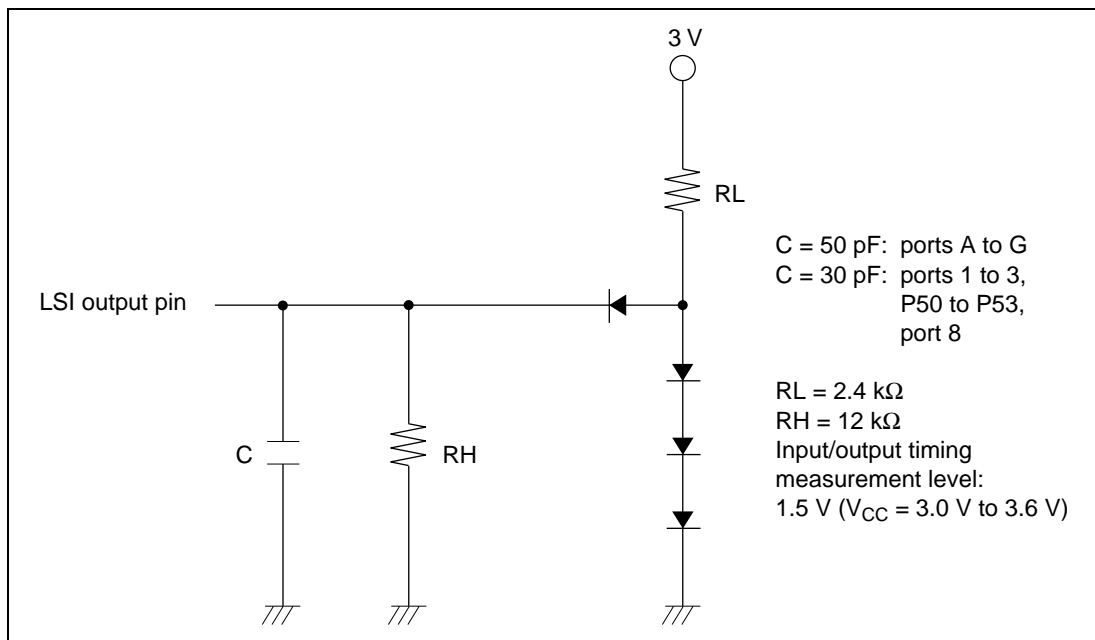 3 V
RL
C = 50 pF: ports A to G
C = 30 pF: ports 1 to 3,
P50 to P53,
port 8
LSI output pin
RL = 2.4 kΩ
RH = 12 kΩ
Input/output timing
measurement level:
1.5 V (VCC = 3.0 V to 3.6 V)
C
RH